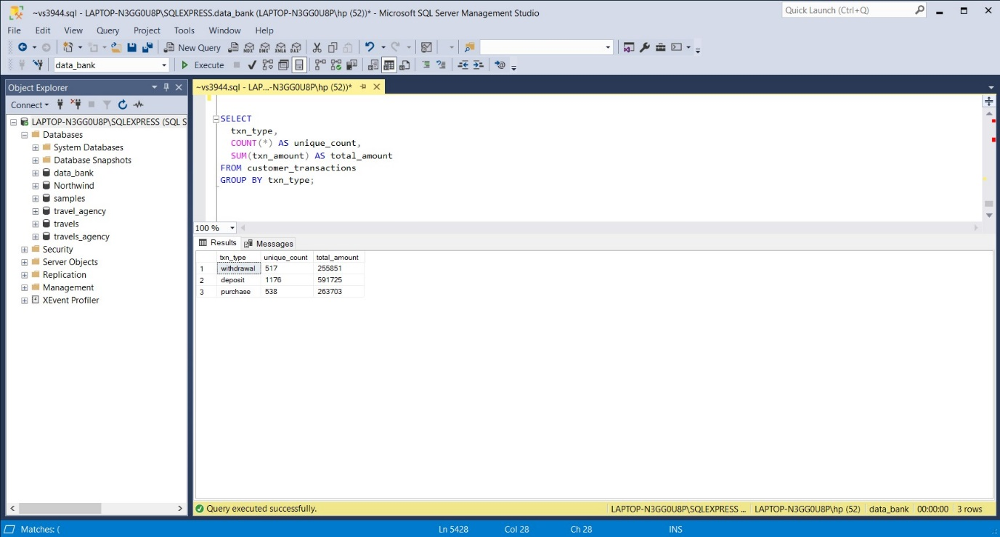 ~vs3944.sql - LAPTOP-N3GG0U8P\SQLEXPRESS.data_bank (LAPTOP-N3GG0U8P\hp (52))* - Microsoft SQL Server Management Studio
Quick Launch (Ctrl+Q)
File Edit View Query Project Tools Window Help
New Query MDX DMX XMLA DAX
data_bank Execute
Object Explorer
~vs3944.sql - LAP...-N3GG0U8P\hp (52))*
Connect
LAPTOP-N3GG0U8P\SQLEXPRESS (SQL S
Databases
System Databases
Database Snapshots
data_bank
Northwind
samples
travel_agency
travels
travels_agency
Security
Server Objects
Replication
Management
XEvent Profiler
SELECT
txn_type,
COUNT(*) AS unique_count,
SUM(txn_amount) AS total_amount
FROM customer_transactions
GROUP BY txn_type;
100 %
Results Messages
txn_type unique_count total_amount
1 withdrawal 517 255851
2 deposit 1176 591725
3 purchase 538 263703
Query executed successfully. LAPTOP-N3GG0U8P\SQLEXPRESS ... LAPTOP-N3GG0U8P\hp (52) data_bank 00:00:00 3 rows
Matches: ( Ln 5428 Col 28 Ch 28 INS